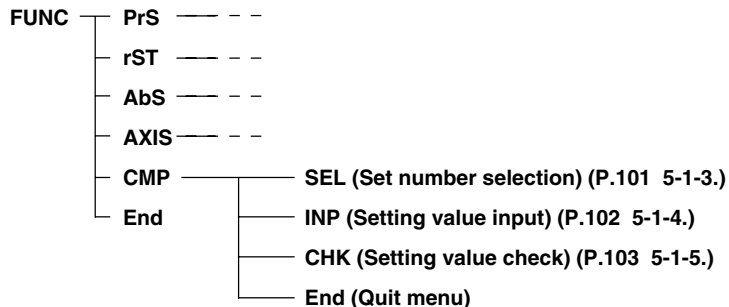 FUNC PrS
rST
AbS
AXIS
CMP SEL (Set number selection) (P.101 5-1-3.)
End INP (Setting value input) (P.102 5-1-4.)
CHK (Setting value check) (P.103 5-1-5.)
End (Quit menu)